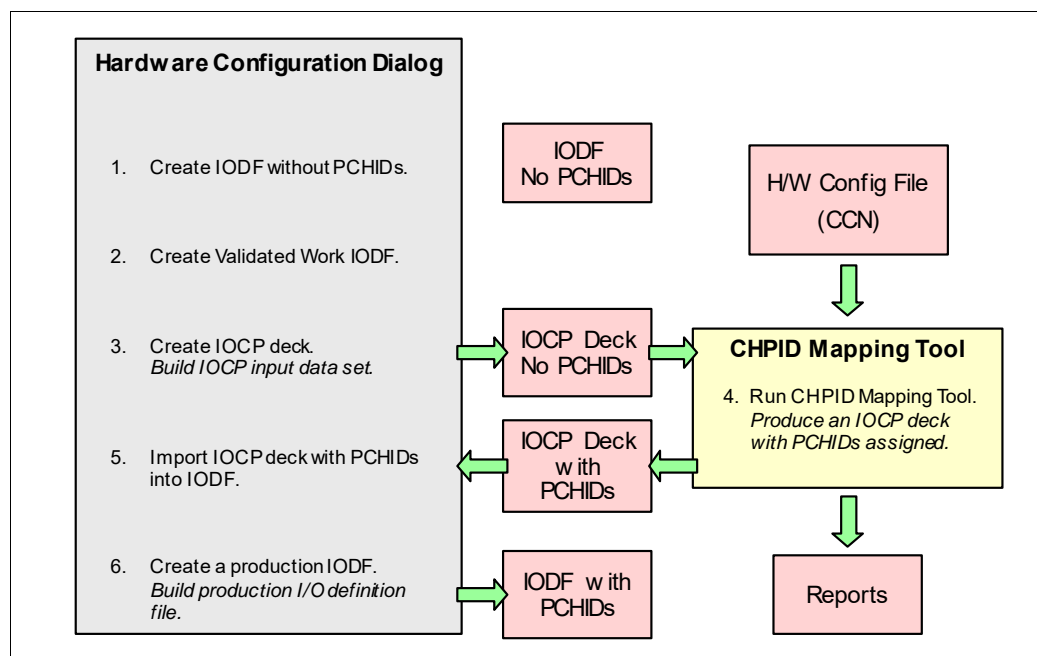 Hardware Configuration Dialog
1. Create IODF without PCHIDs.
2. Create Validated Work IODF.
3. Create IOCP deck.
Build IOCP input data set.
5. Import IOCP deck with PCHIDs
into IODF.
6. Create a production IODF.
Build production I/O definition
file.
IODF
No PCHIDs
IOCP Deck
No PCHIDs
IOCP Deck
with
PCHIDs
IODF with
PCHIDs
H/W Config File
(CCN)
CHPID Mapping Tool
4. Run CHPID Mapping Tool.
Produce an IOCP deck
with PCHIDs assigned.
Reports